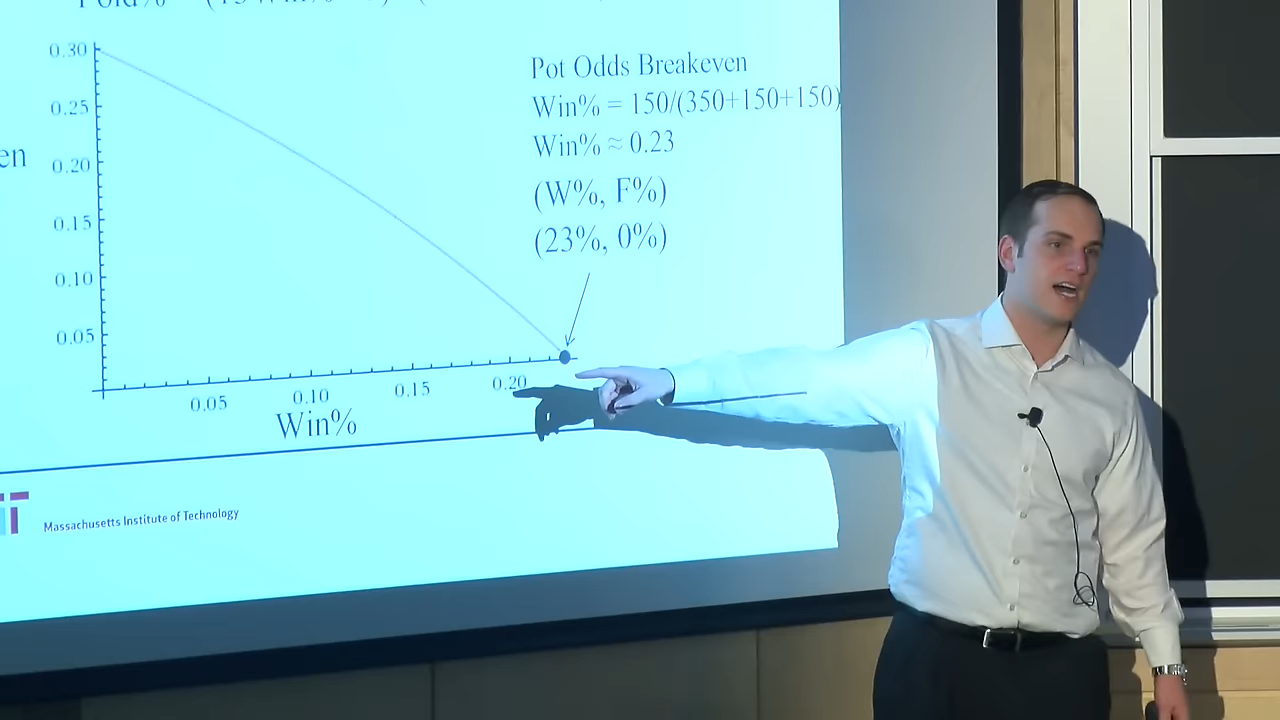 0.30
0.25
en
0.20
0.15
0.10
0.05
0.05
0.10
0.15
0.20
Win%
Pot Odds Breakeven
Win% = 150/(350+150+150)
Win% ≈ 0.23
(W%, F%)
(23%, 0%)
Massachusetts Institute of Technology